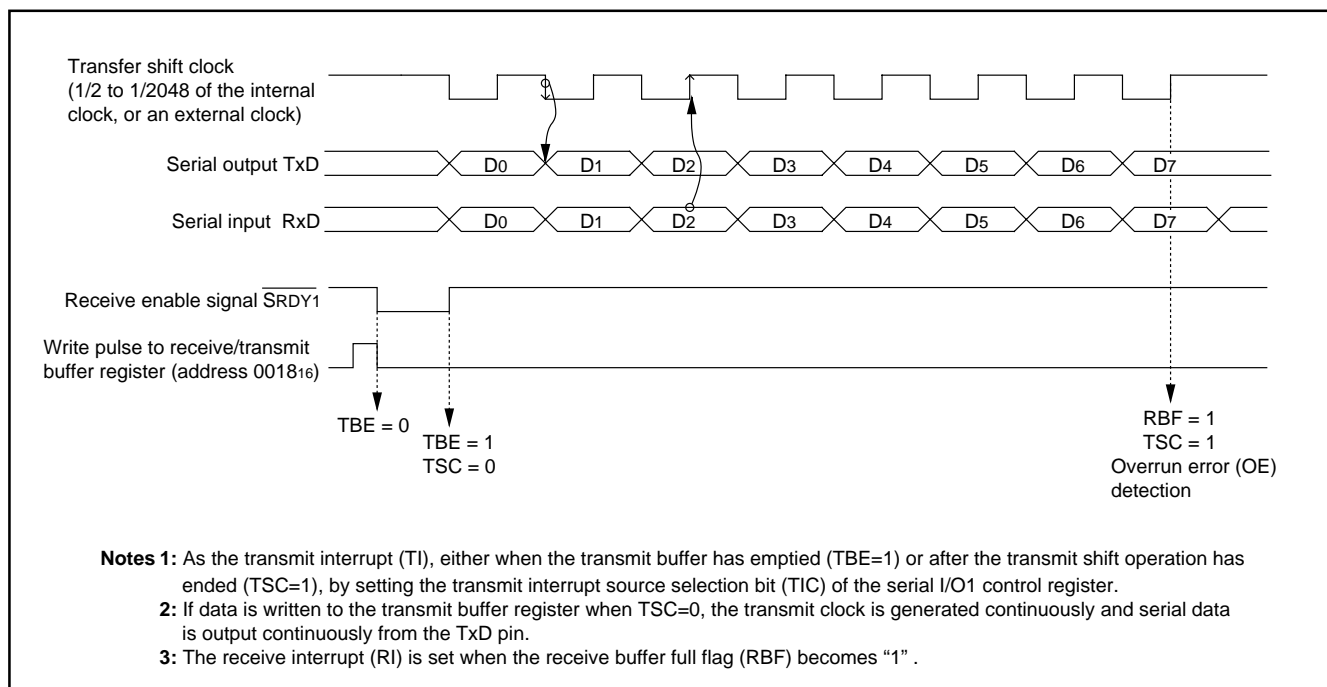 Transfer shift clock
(1/2 to 1/2048 of the internal
clock, or an external clock)
Serial output TxD
D0 D1 D2 D3 D4 D5 D6 D7
Serial input RxD
D0 D1 D2 D3 D4 D5 D6 D7
Receive enable signal S̅R̅D̅Y̅1̅
Write pulse to receive/transmit
buffer register (address 001816)
TBE = 0
TBE = 1
TSC = 0
RBF = 1
TSC = 1
Overrun error (OE)
detection
Notes 1: As the transmit interrupt (TI), either when the transmit buffer has emptied (TBE=1) or after the transmit shift operation has
ended (TSC=1), by setting the transmit interrupt source selection bit (TIC) of the serial I/O1 control register.
2: If data is written to the transmit buffer register when TSC=0, the transmit clock is generated continuously and serial data
is output continuously from the TxD pin.
3: The receive interrupt (RI) is set when the receive buffer full flag (RBF) becomes “1” .